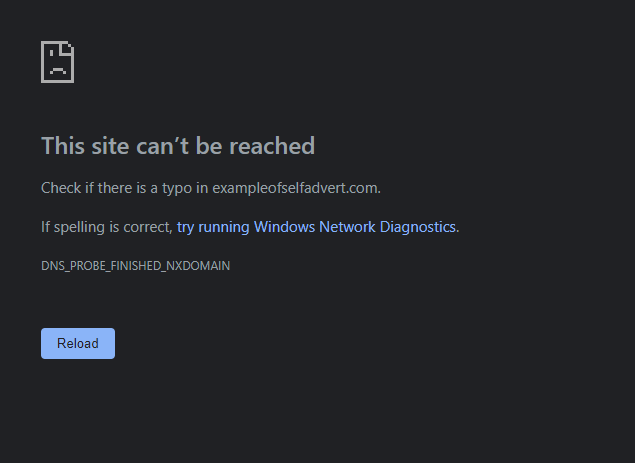 This site can’t be reached
Check if there is a typo in exampleofselfadvert.com.
If spelling is correct, try running Windows Network Diagnostics.
DNS_PROBE_FINISHED_NXDOMAIN
Reload